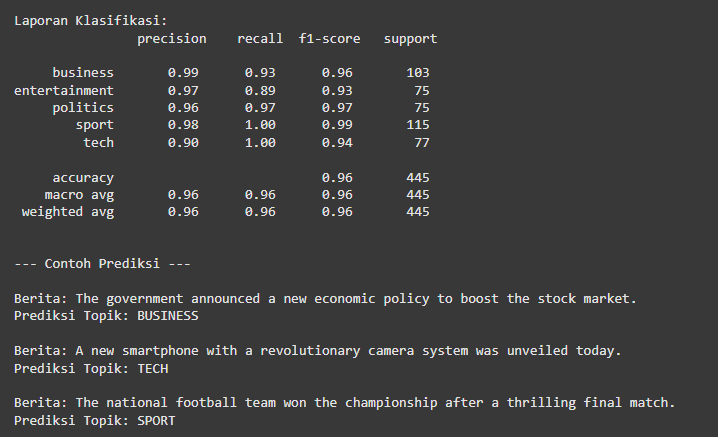 Laporan Klasifikasi:
precision recall f1-score support
business 0.99 0.93 0.96 103
entertainment 0.97 0.89 0.93 75
politics 0.96 0.97 0.97 75
sport 0.98 1.00 0.99 115
tech 0.90 1.00 0.94 77
accuracy 0.96 445
macro avg 0.96 0.96 0.96 445
weighted avg 0.96 0.96 0.96 445
--- Contoh Prediksi ---
Berita: The government announced a new economic policy to boost the stock market.
Prediksi Topik: BUSINESS
Berita: A new smartphone with a revolutionary camera system was unveiled today.
Prediksi Topik: TECH
Berita: The national football team won the championship after a thrilling final match.
Prediksi Topik: SPORT